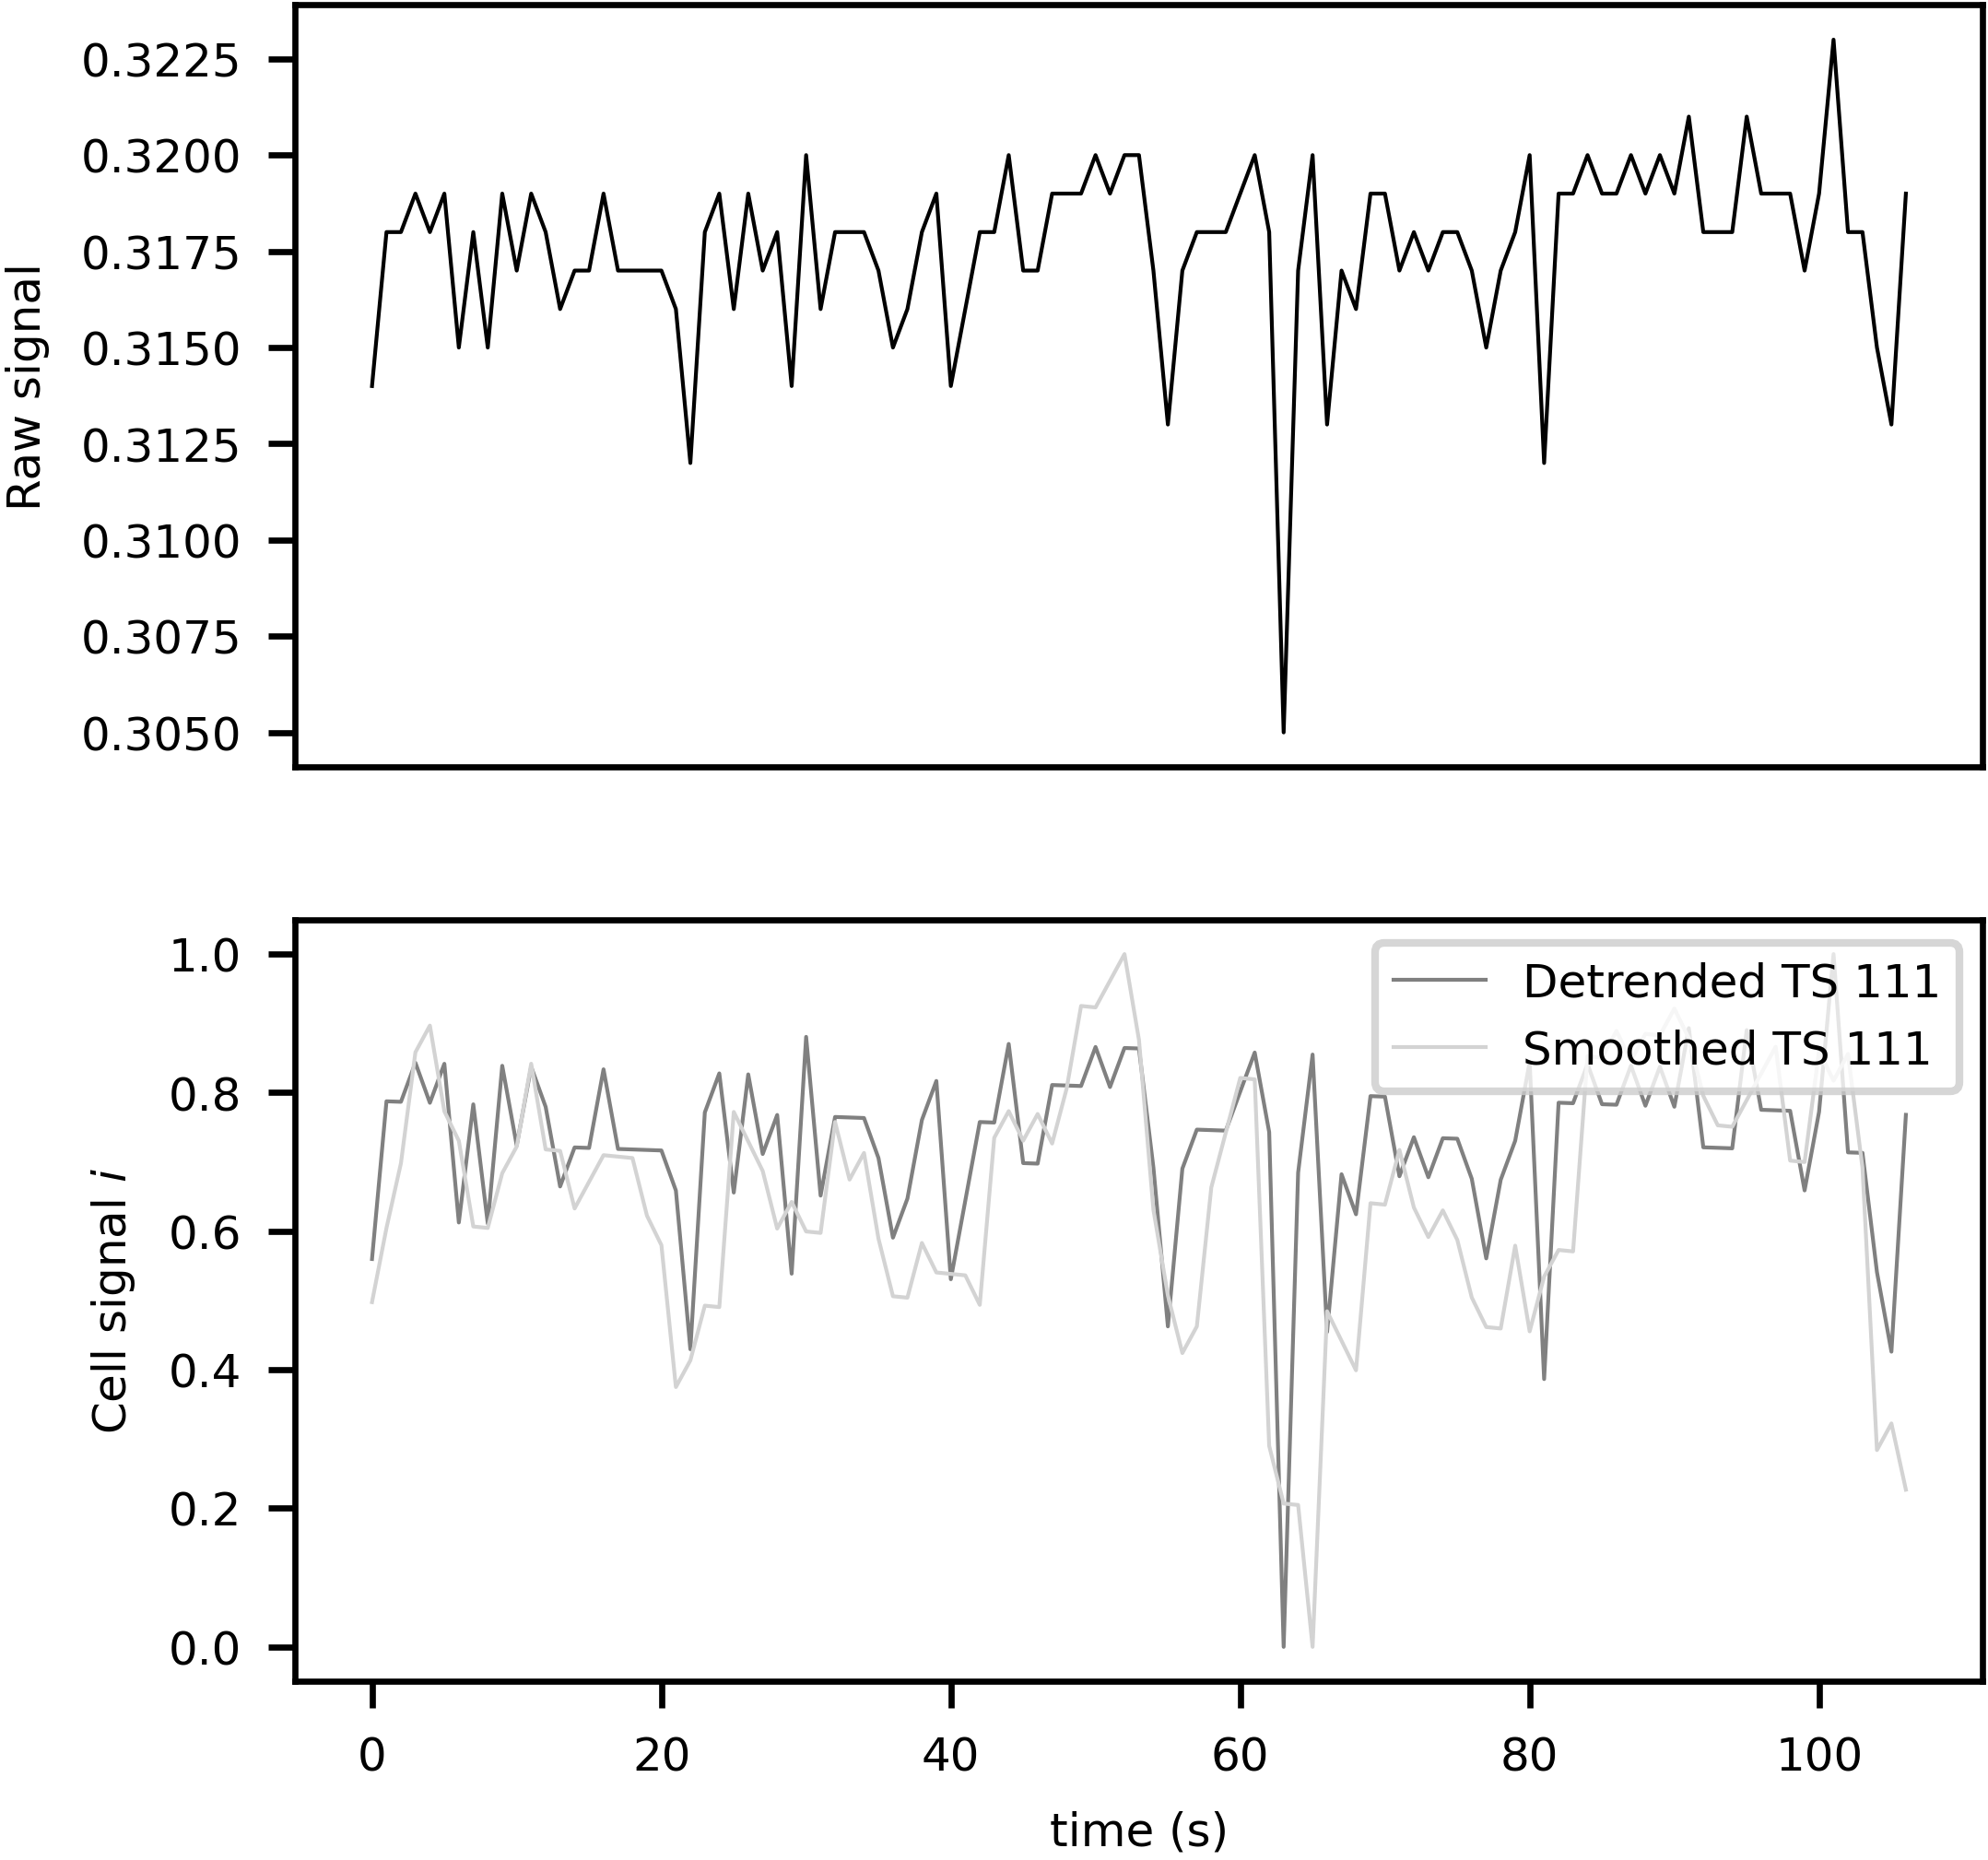 Raw signal
0.3225
0.3200
0.3175
0.3150
0.3125
0.3100
0.3075
0.3050
Cell signal i
1.0
0.8
0.6
0.4
0.2
0.0
Detrended TS 111
Smoothed TS 111
0 20 40 60 80 100
time (s)